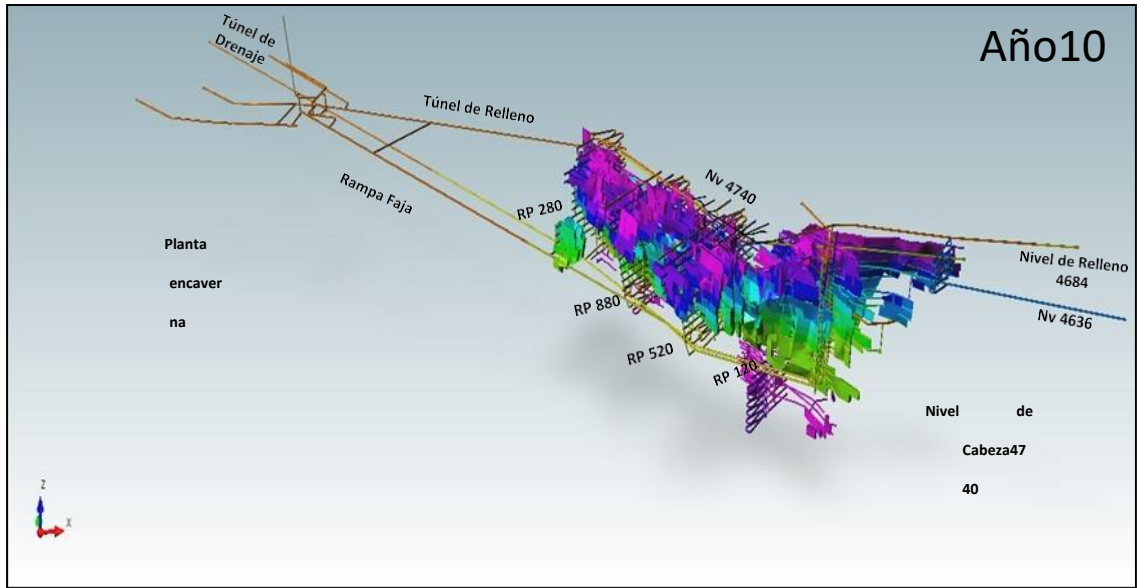 Año10
Túnel de
Drenaje
Túnel de Relleno
Rampa Faja
Nv 4740
RP 280
Planta
encaver
na
Nivel de Relleno
4684
Nv 4636
RP 880
RP 520
RP 120
Nivel de
Cabeza47
40
Z
X